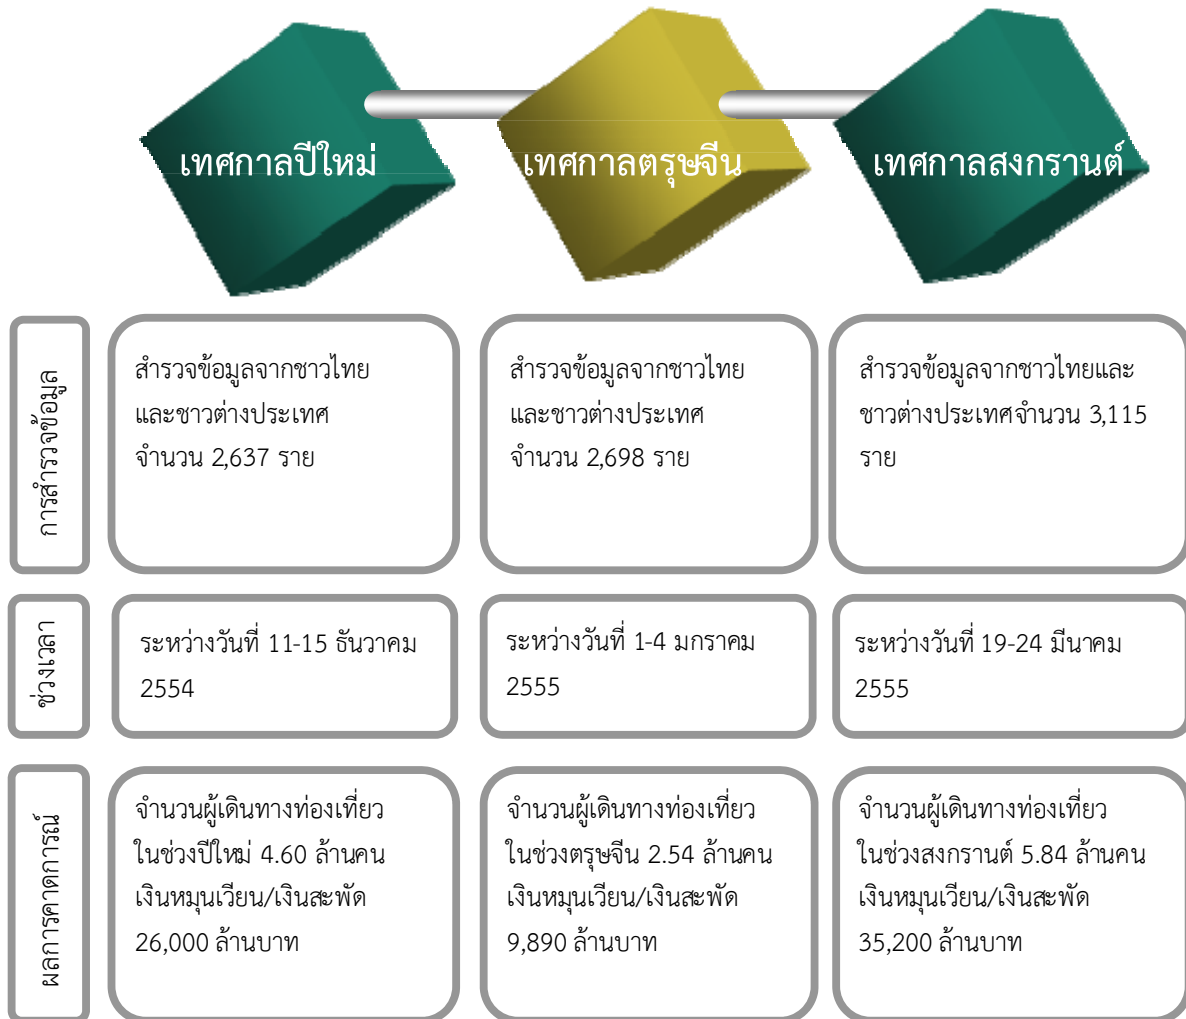 เทศกาลปีใหม่
เทศกาลตรุษจีน
เทศกาลสงกรานต์
การสำรวจข้อมูล
สำรวจข้อมูลจากชาวไทย
และชาวต่างประเทศ
จำนวน 2,637 ราย
สำรวจข้อมูลจากชาวไทย
และชาวต่างประเทศ
จำนวน 2,698 ราย
สำรวจข้อมูลจากชาวไทยและ
ชาวต่างประเทศจำนวน 3,115
ราย
ช่วงเวลา
ระหว่างวันที่ 11-15 ธันวาคม
2554
ระหว่างวันที่ 1-4 มกราคม
2555
ระหว่างวันที่ 19-24 มีนาคม
2555
ผลการคาดการณ์
จำนวนผู้เดินทางท่องเที่ยว
ในช่วงปีใหม่ 4.60 ล้านคน
เงินหมุนเวียน/เงินสะพัด
26,000 ล้านบาท
จำนวนผู้เดินทางท่องเที่ยว
ในช่วงตรุษจีน 2.54 ล้านคน
เงินหมุนเวียน/เงินสะพัด
9,890 ล้านบาท
จำนวนผู้เดินทางท่องเที่ยว
ในช่วงสงกรานต์ 5.84 ล้านคน
เงินหมุนเวียน/เงินสะพัด
35,200 ล้านบาท